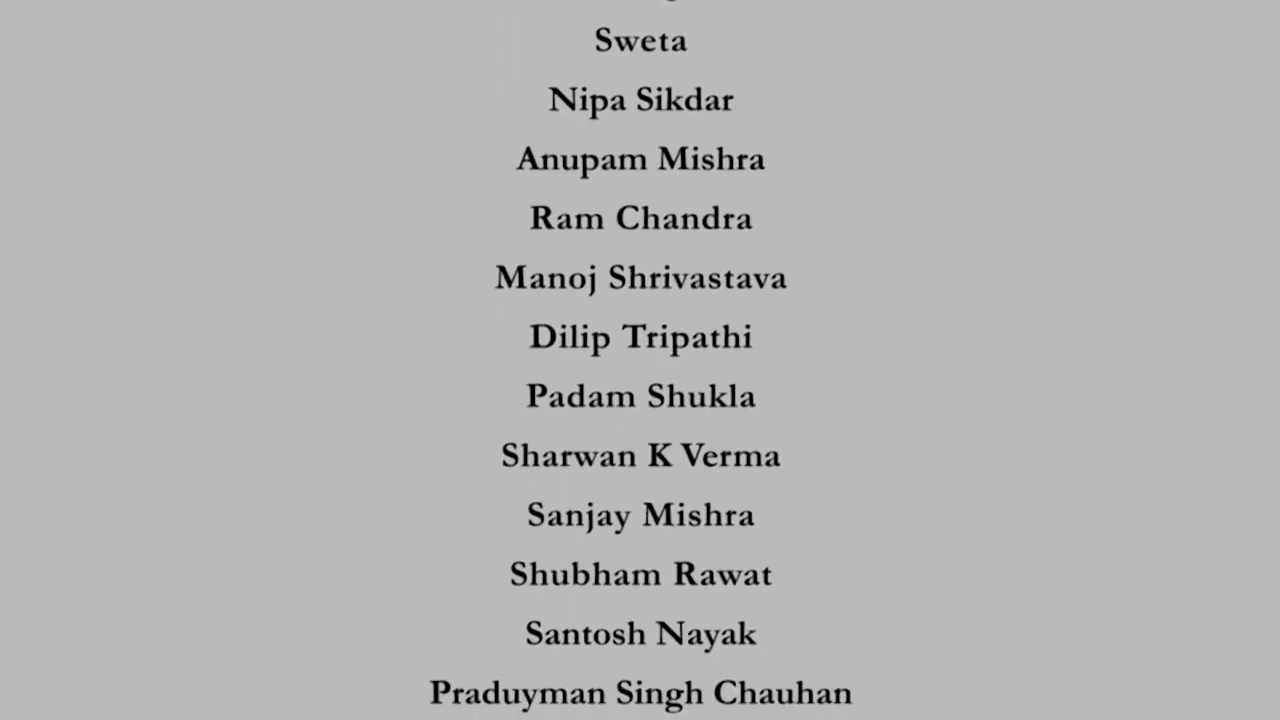 Sweta
Nipa Sikdar
Anupam Mishra
Ram Chandra
Manoj Shrivastava
Dilip Tripathi
Padam Shukla
Sharwan K Verma
Sanjay Mishra
Shubham Rawat
Santosh Nayak
Praduyman Singh Chauhan